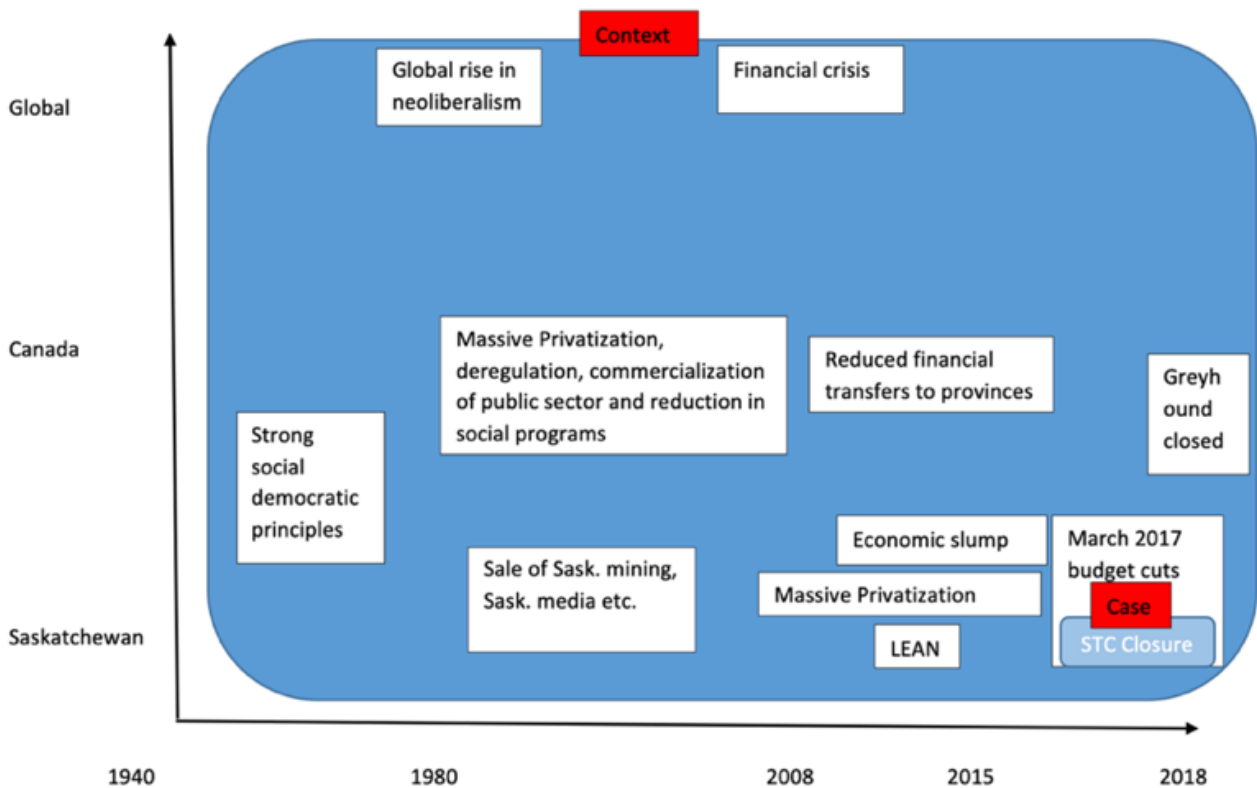 Context
Global
Global rise in
neoliberalism
Financial crisis
Canada
Massive Privatization,
deregulation, commercialization
of public sector and reduction in
social programs
Reduced financial
transfers to provinces
Greyh
ound
closed
Strong
social
democratic
principles
Saskatchewan
Sale of Sask. mining,
Sask. media etc.
Economic slump
Massive Privatization
LEAN
March 2017
budget cuts
Case
STC Closure
1940
1980
2008
2015
2018